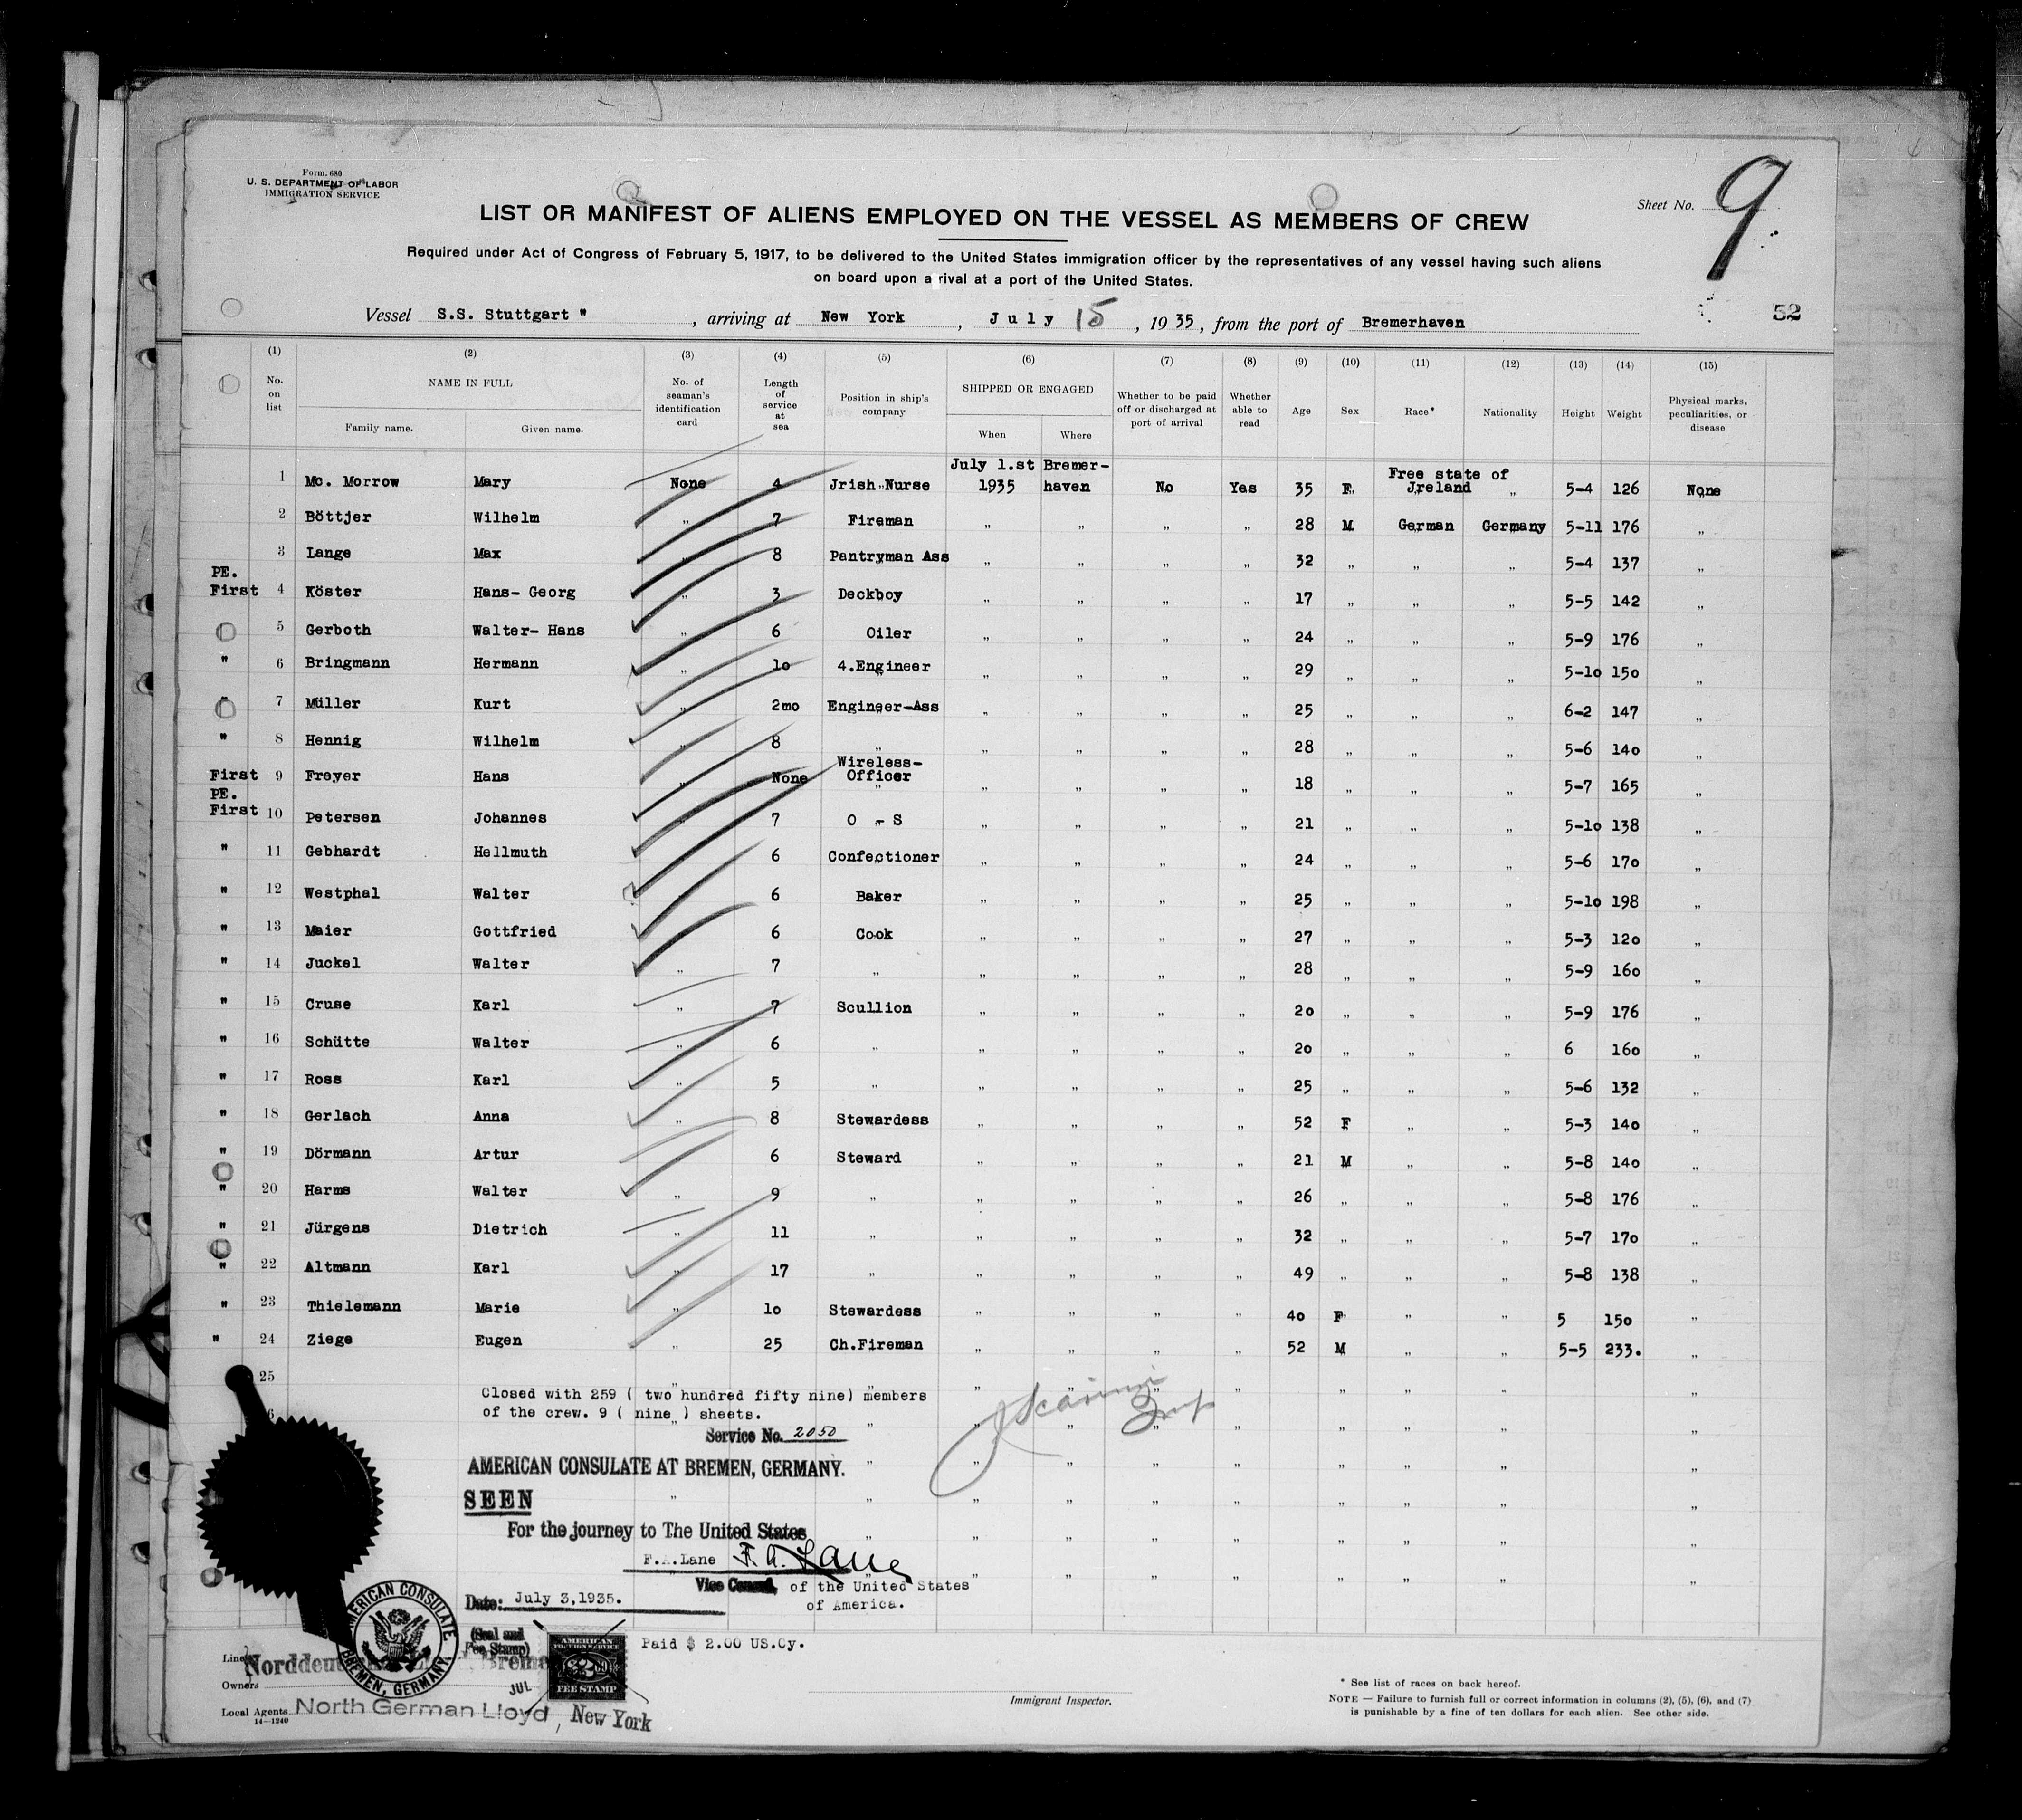 Form 680
U. S. DEPARTMENT OF LABOR
IMMIGRATION SERVICE
LIST OR MANIFEST OF ALIENS EMPLOYED ON THE VESSEL AS MEMBERS OF CREW
Sheet No. 9
Required under Act of Congress of February 5, 1917, to be delivered to the United States immigration officer by the representatives of any vessel having such aliens
on board upon arrival at a port of the United States.
52
Vessel S.S. Stuttgart " , arriving at New York , July 15 , 1935, from the port of Bremerhaven
(1) (2) (3) (4) (5) (6) (7) (8) (9) (10) (11) (12) (13) (14) (15)
No. on list NAME IN FULL Family name. Given name. No. of seaman's identification card Length of service at sea Position in ship's company SHIPPED OR ENGAGED When Where Whether to be paid off or discharged at port of arrival Whether able to read Age Sex Race* Nationality Height Weight Physical marks, peculiarities, or disease
1 Mc. Morrow Mary None 4 Jrish Nurse July 1.st 1935 Bremer-haven No Yes 35 F. Free state of Jreland „ 5-4 126 None
2 Böttjer Wilhelm „ 7 Fireman „ „ „ „ 28 M German Germany 5-11 176 „
3 Lange Max „ 8 Pantryman Ass „ „ „ „ 32 „ „ „ 5-4 137 „
PE. First 4 Köster Hans- Georg „ 3 Deckboy „ „ „ „ 17 „ „ „ 5-5 142 „
5 Gerboth Walter- Hans „ 6 Oiler „ „ „ „ 24 „ „ „ 5-9 176 „
" 6 Bringmann Hermann „ 1o 4.Engineer „ „ „ „ 29 „ „ „ 5-1o 15o „
" 7 Müller Kurt „ 2mo Engineer-Ass „ „ „ „ 25 „ „ „ 6-2 147 „
" 8 Hennig Wilhelm „ 8 „ „ „ „ „ 28 „ „ „ 5-6 14o „
First 9 Freyer Hans „ None Wireless-Officer „ „ „ „ 18 „ „ „ 5-7 165 „
PE. First 10 Petersen Johannes 7 O - S „ „ „ „ 21 „ „ „ 5-1o 138 „
" 11 Gebhardt Hellmuth 6 Confectioner „ „ „ „ 24 „ „ „ 5-6 17o „
" 12 Westphal Walter 6 Baker „ „ „ „ 25 „ „ „ 5-1o 198 „
" 13 Maier Gottfried 6 Cook „ „ „ „ 27 „ „ „ 5-3 12o „
" 14 Juckel Walter „ 7 „ „ „ „ „ 28 „ „ „ 5-9 16o „
" 15 Cruse Karl „ 7 Scullion „ „ „ „ 2o „ „ „ 5-9 176 „
" 16 Schütte Walter „ 6 „ „ „ „ „ 2o „ „ „ 6 16o „
" 17 Ross Karl „ 5 „ „ „ „ „ 25 „ „ „ 5-6 132 „
" 18 Gerlach Anna „ 8 Stewardess „ „ „ „ 52 F „ „ 5-3 14o „
" 19 Dörmann Artur „ 6 Steward „ „ „ „ 21 M „ „ 5-8 14o „
" 20 Harms Walter „ 9 „ „ „ „ „ 26 „ „ „ 5-8 176 „
" 21 Jürgens Dietrich „ 11 „ „ „ „ „ 32 „ „ „ 5-7 17o „
" 22 Altmann Karl „ 17 „ „ „ „ „ 49 „ „ „ 5-8 138 „
" 23 Thielemann Marie „ 1o Stewardess „ „ „ „ 4o F „ „ 5 15o „
" 24 Ziege Eugen „ 25 Ch.Fireman „ „ „ „ 52 M „ „ 5-5 233. „
25
Closed with 259 ( two hundred fifty nine) members
of the crew. 9 ( nine ) sheets.
Service No. 2050
AMERICAN CONSULATE AT BREMEN, GERMANY.
SEEN
For the journey to The United States
F.A.Lane F. A. Lane
Vice Consul, of the United States
of America.
Date: July 3,1935.
(Seal and
Fee Stamp)
AMERICAN CONSULATE
BREMEN, GERMANY
AMERICAN
FOREIGN SERVICE
FEE STAMP
JUL
Paid $ 2.00 US.Cy.
Line
Owners
Local Agents North German Lloyd, New York
14—1240
Immigrant Inspector.
* See list of races on back hereof.
NOTE — Failure to furnish full or correct information in columns (2), (5), (6), and (7)
is punishable by a fine of ten dollars for each alien. See other side.